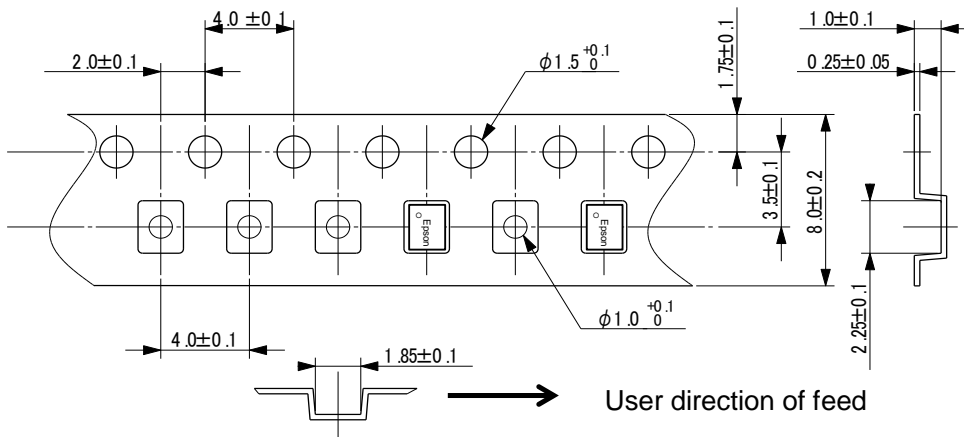 4.0 ±0.1
1.0±0.1
2.0±0.1
φ1.5 +0.1 0
1.75±0.1
0.25±0.05
3.5±0.1
8.0±0.2
Epson
Epson
2.25±0.1
φ1.0 +0.1 0
4.0±0.1
1.85±0.1
User direction of feed